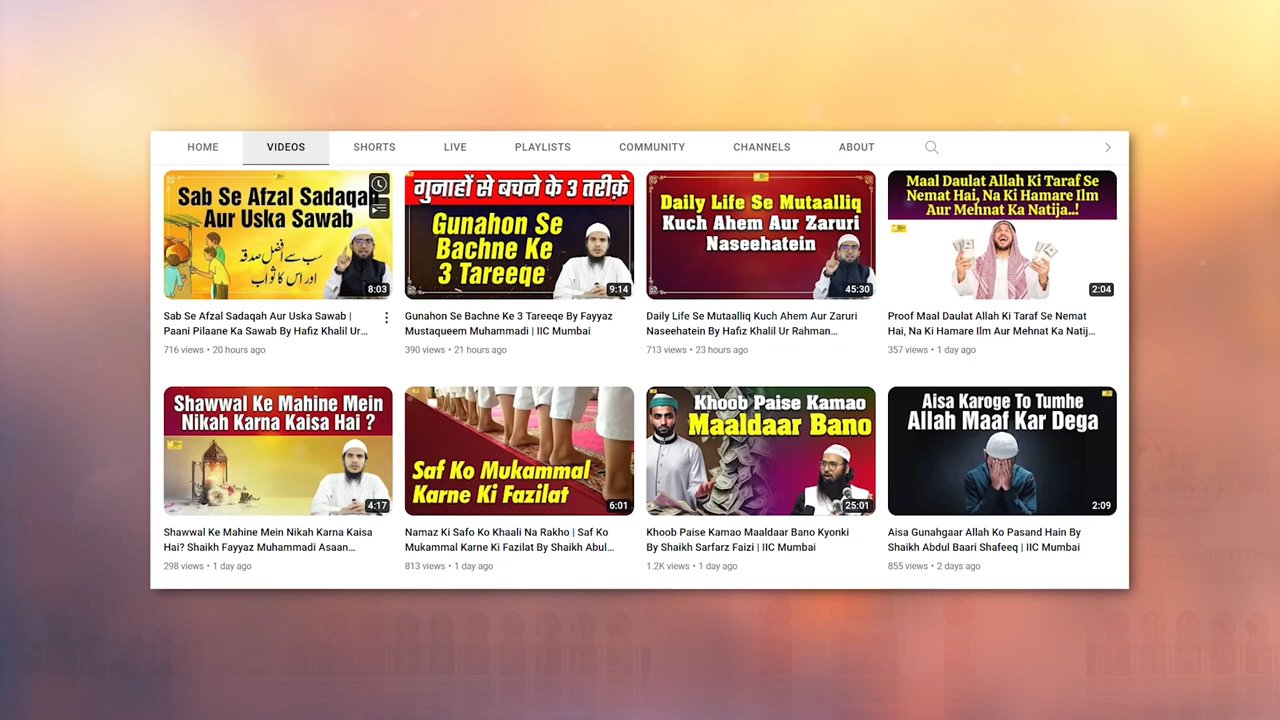 HOME VIDEOS SHORTS LIVE PLAYLISTS COMMUNITY CHANNELS ABOUT
Sab Se Afzal Sadaqah
Aur Uska Sawab
سب سے افضل صدقہ
اور اس کا ثواب
8:03
गुनाहों से बचने के 3 तरीक़े
Gunahon Se
Bachne Ke
3 Tareeqe
9:14
Daily Life Se Mutaalliq
Kuch Ahem Aur Zaruri
Naseehatein
45:30
Maal Daulat Allah Ki Taraf Se
Nemat Hai, Na Ki Hamare Ilm
Aur Mehnat Ka Natija..!
2:04
Sab Se Afzal Sadaqah Aur Uska Sawab |
Paani Pilaane Ka Sawab By Hafiz Khalil Ur...
716 views • 20 hours ago
Gunahon Se Bachne Ke 3 Tareeqe By Fayyaz
Mustaqueem Muhammadi | IIC Mumbai
390 views • 21 hours ago
Daily Life Se Mutaalliq Kuch Ahem Aur Zaruri
Naseehatein By Hafiz Khalil Ur Rahman...
713 views • 23 hours ago
Proof Maal Daulat Allah Ki Taraf Se Nemat
Hai, Na Ki Hamare Ilm Aur Mehnat Ka Natij...
357 views • 1 day ago
Shawwal Ke Mahine Mein
Nikah Karna Kaisa Hai ?
4:17
Saf Ko Mukammal
Karne Ki Fazilat
6:01
Khoob Paise Kamao
Maaldaar Bano
25:01
Aisa Karoge To Tumhe
Allah Maaf Kar Dega
2:09
Shawwal Ke Mahine Mein Nikah Karna Kaisa
Hai? Shaikh Fayyaz Muhammadi Asaan...
298 views • 1 day ago
Namaz Ki Safo Ko Khaali Na Rakho | Saf Ko
Mukammal Karne Ki Fazilat By Shaikh Abul...
813 views • 1 day ago
Khoob Paise Kamao Maaldaar Bano Kyonki
By Shaikh Sarfarz Faizi | IIC Mumbai
1.2K views • 1 day ago
Aisa Gunahgaar Allah Ko Pasand Hain By
Shaikh Abdul Baari Shafeeq | IIC Mumbai
855 views • 2 days ago